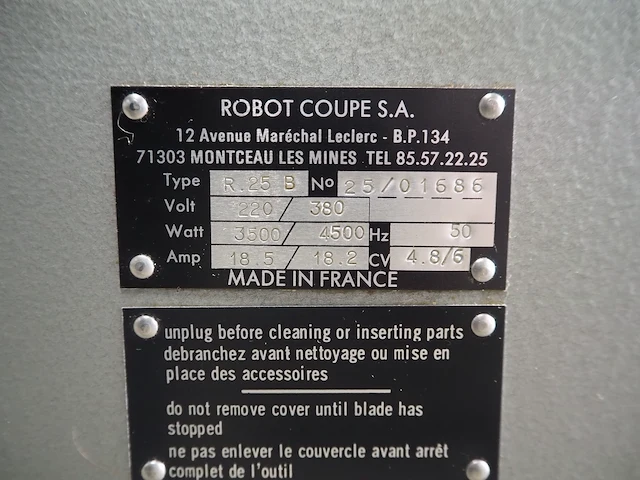 ROBOT COUPE S.A.
12 Avenue Maréchal Leclerc - B.P.134
71303 MONTCEAU LES MINES TEL 85.57.22.25
Type R.25 B No 25/01686
Volt 220 / 380
Watt 3500 / 4500 Hz 50
Amp 18.5 / 18.2 CV 4.8/6
MADE IN FRANCE
unplug before cleaning or inserting parts
debranchez avant nettoyage ou mise en
place des accessoires
do not remove cover until blade has
stopped
ne pas enlever le couvercle avant arrêt
complet de l'outil